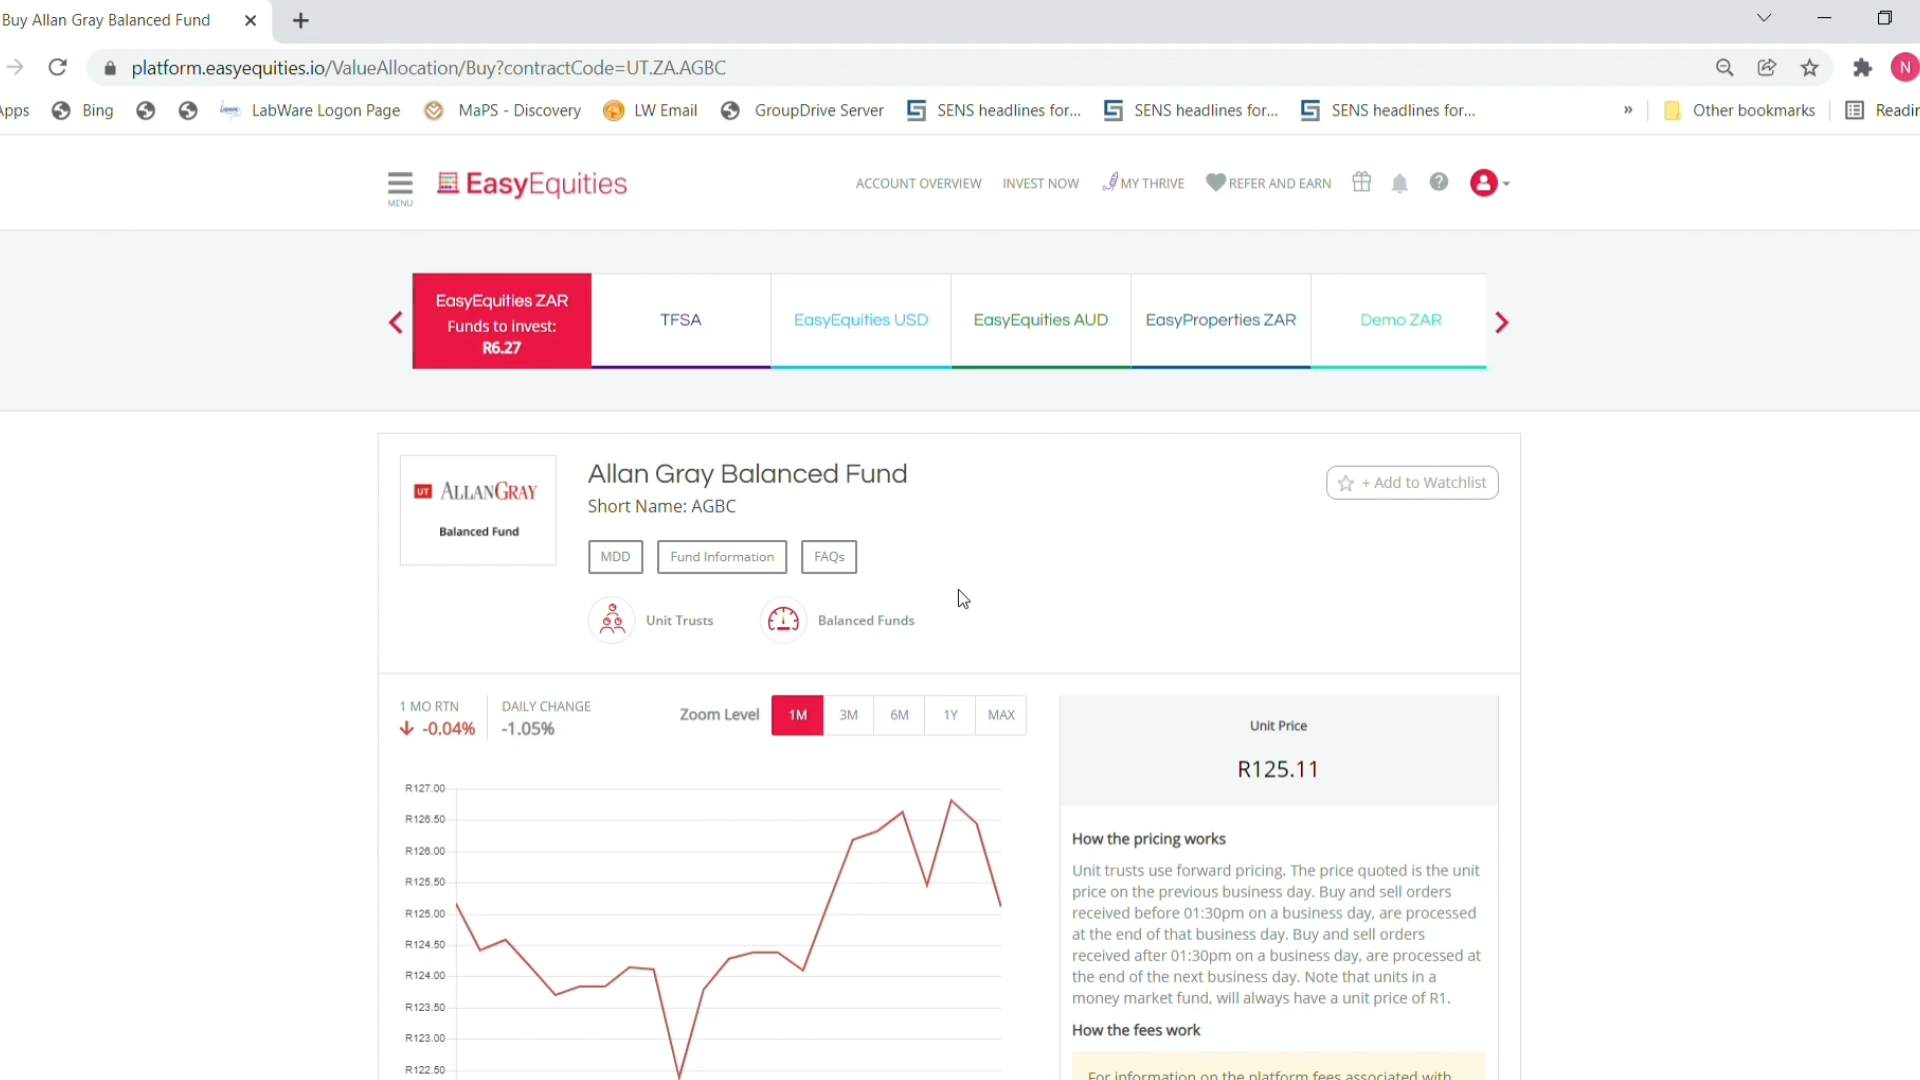 Buy Allan Gray Balanced Fund
platform.easyequities.io/ValueAllocation/Buy?contractCode=UT.ZA.AGBC
N
Bing
LabWare Logon Page
MaPS - Discovery
LW Email
GroupDrive Server
SENS headlines for...
SENS headlines for...
SENS headlines for...
»
Other bookmarks
MENU
EasyEquities
ACCOUNT OVERVIEW
INVEST NOW
MY THRIVE
REFER AND EARN
EasyEquities ZAR
Funds to invest:
R6.27
TFSA
EasyEquities USD
EasyEquities AUD
EasyProperties ZAR
Demo ZAR
UT ALLANGRAY
Balanced Fund
Allan Gray Balanced Fund
Short Name: AGBC
+ Add to Watchlist
MDD
Fund Information
FAQs
Unit Trusts
Balanced Funds
1 MO RTN
-0.04%
DAILY CHANGE
-1.05%
Zoom Level
1M
3M
6M
1Y
MAX
R127.00
R126.50
R126.00
R125.50
R125.00
R124.50
R124.00
R123.50
R123.00
R122.50
Unit Price
R125.11
How the pricing works
Unit trusts use forward pricing. The price quoted is the unit
price on the previous business day. Buy and sell orders
received before 01:30pm on a business day, are processed
at the end of that business day. Buy and sell orders
received after 01:30pm on a business day, are processed at
the end of the next business day. Note that units in a
money market fund, will always have a unit price of R1.
How the fees work
For information on the platform fees associated with